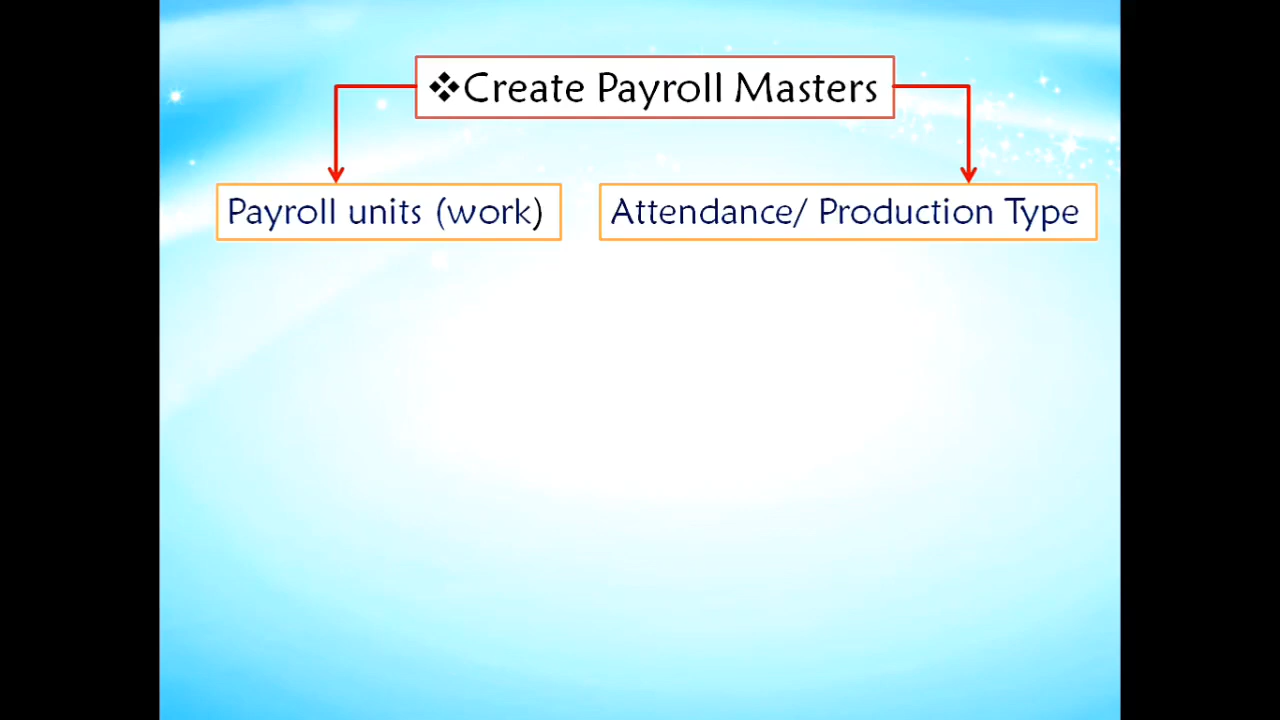 ❖Create Payroll Masters
Payroll units (work)
Attendance/ Production Type